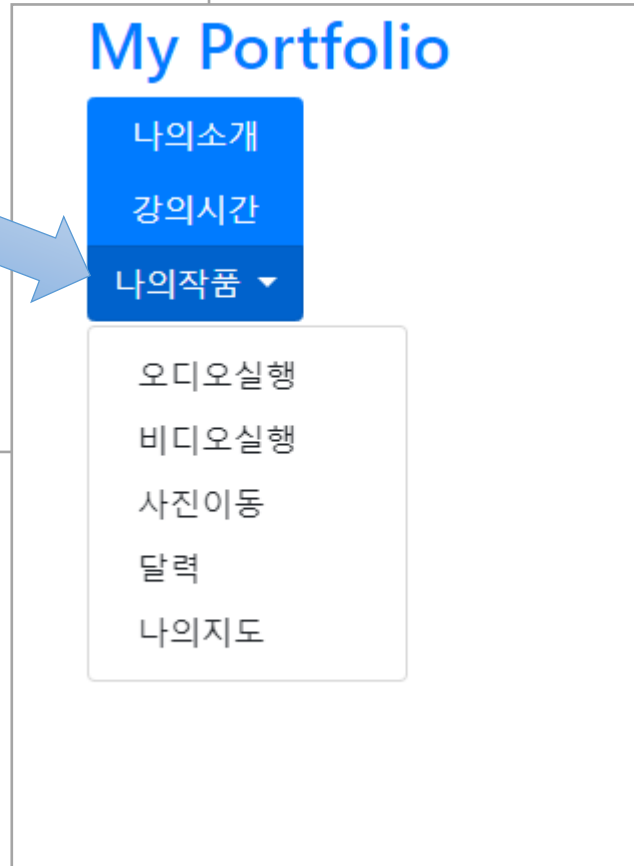 My Portfolio
나의소개
강의시간
나의작품
오디오실행
비디오실행
사진이동
달력
나의지도